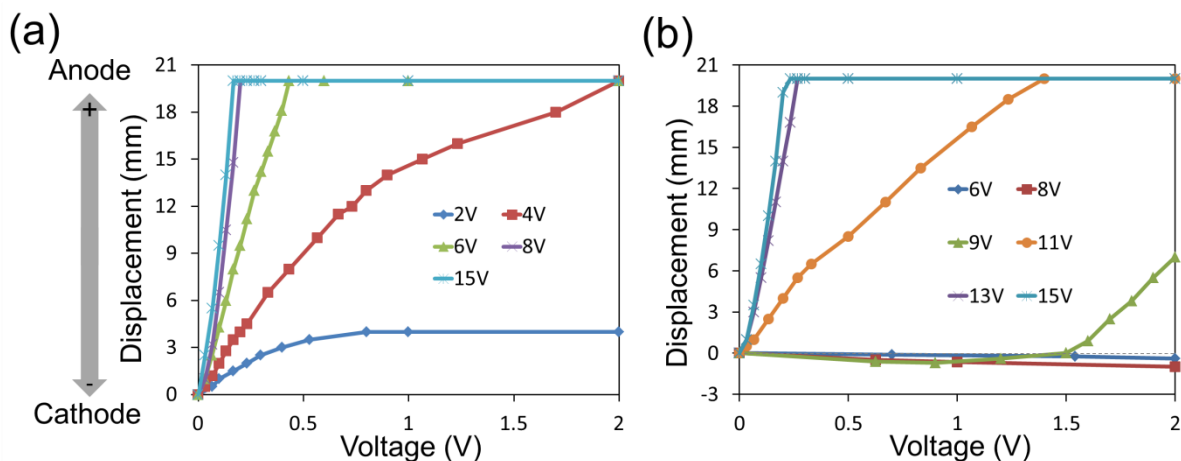 (a)
Anode
+
-
Cathode
Displacement (mm)
21
18
15
12
9
6
3
0
2V 4V
6V 8V
15V
0 0.5 1 1.5 2
Voltage (V)
(b)
Displacement (mm)
21
18
15
12
9
6
3
0
-3
6V 8V
9V 11V
13V 15V
0 0.5 1 1.5 2
Voltage (V)